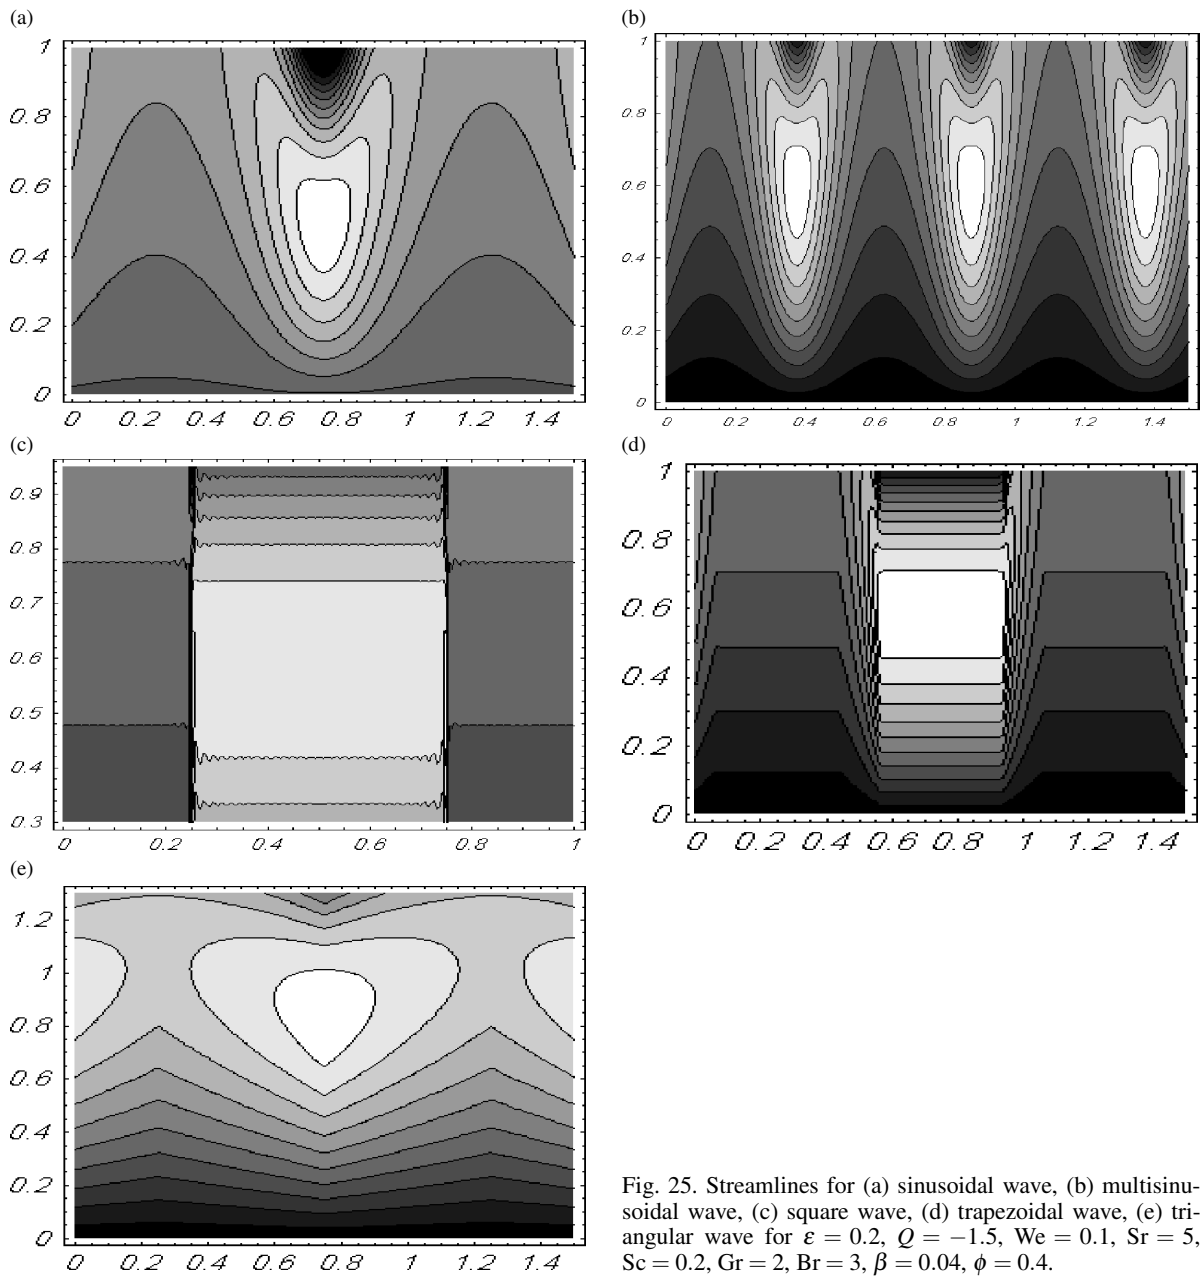 (a)
(b)
1
0.8
0.6
0.4
0.2
0
0 0.2 0.4 0.6 0.8 1 1.2 1.4
1
0.8
0.6
0.4
0.2
0
0 0.2 0.4 0.6 0.8 1 1.2 1.4
(c)
(d)
0.9
0.8
0.7
0.6
0.5
0.4
0.3
0 0.2 0.4 0.6 0.8 1
1
0.8
0.6
0.4
0.2
0
0 0.2 0.4 0.6 0.8 1 1.2 1.4
(e)
1.2
1
0.8
0.6
0.4
0.2
0
0 0.2 0.4 0.6 0.8 1 1.2 1.4
Fig. 25. Streamlines for (a) sinusoidal wave, (b) multisinu-
soidal wave, (c) square wave, (d) trapezoidal wave, (e) tri-
angular wave for ε = 0.2, Q = −1.5, We = 0.1, Sr = 5,
Sc = 0.2, Gr = 2, Br = 3, β = 0.04, ϕ = 0.4.